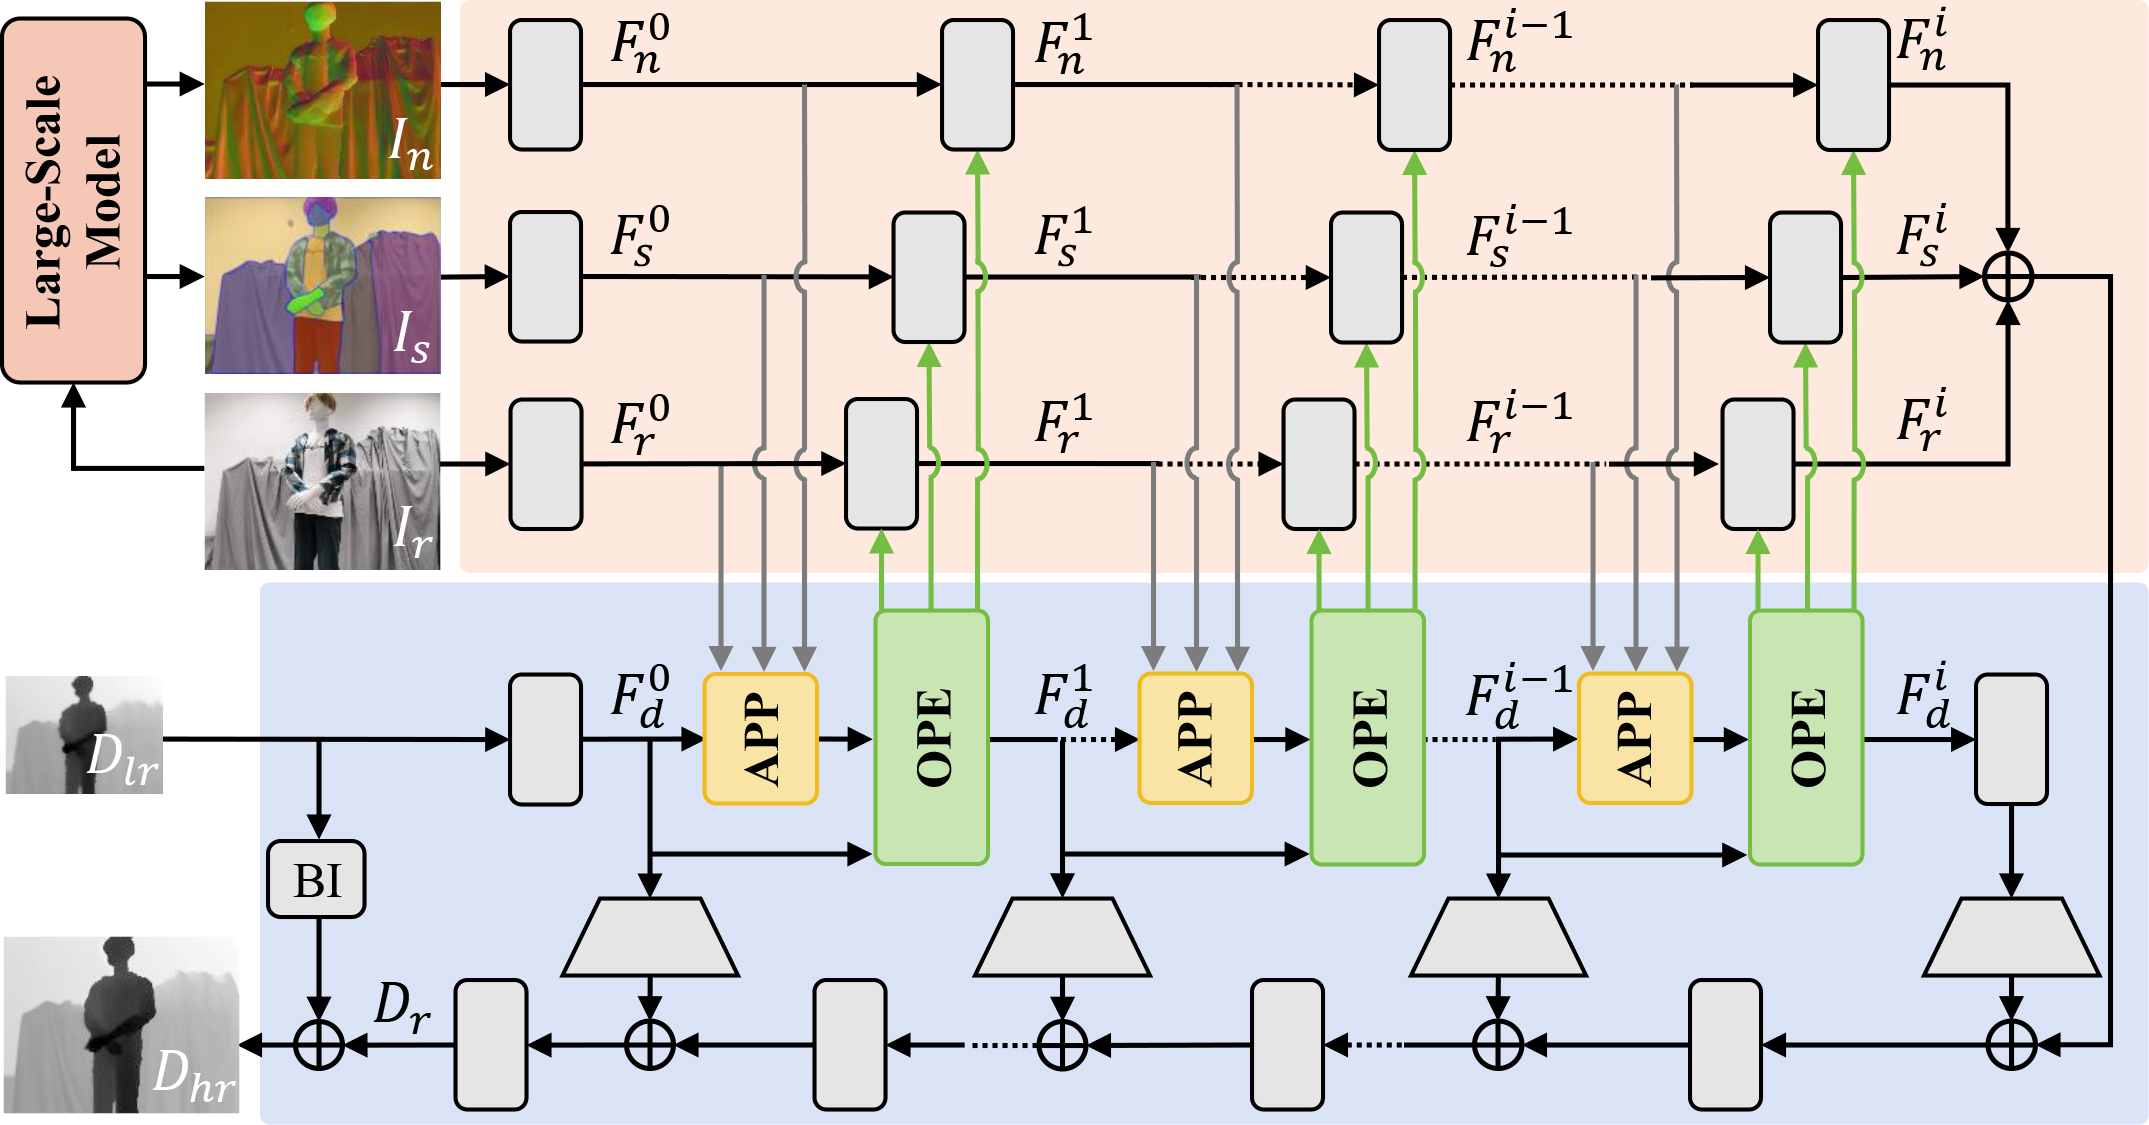 Large-Scale
Model
I_n
F_n^0
F_n^1
F_n^{i-1}
F_n^i
I_s
F_s^0
F_s^1
F_s^{i-1}
F_s^i
I_r
F_r^0
F_r^1
F_r^{i-1}
F_r^i
D_{lr}
F_d^0
APP
OPE
F_d^1
APP
OPE
F_d^{i-1}
APP
OPE
F_d^i
BI
D_r
D_{hr}